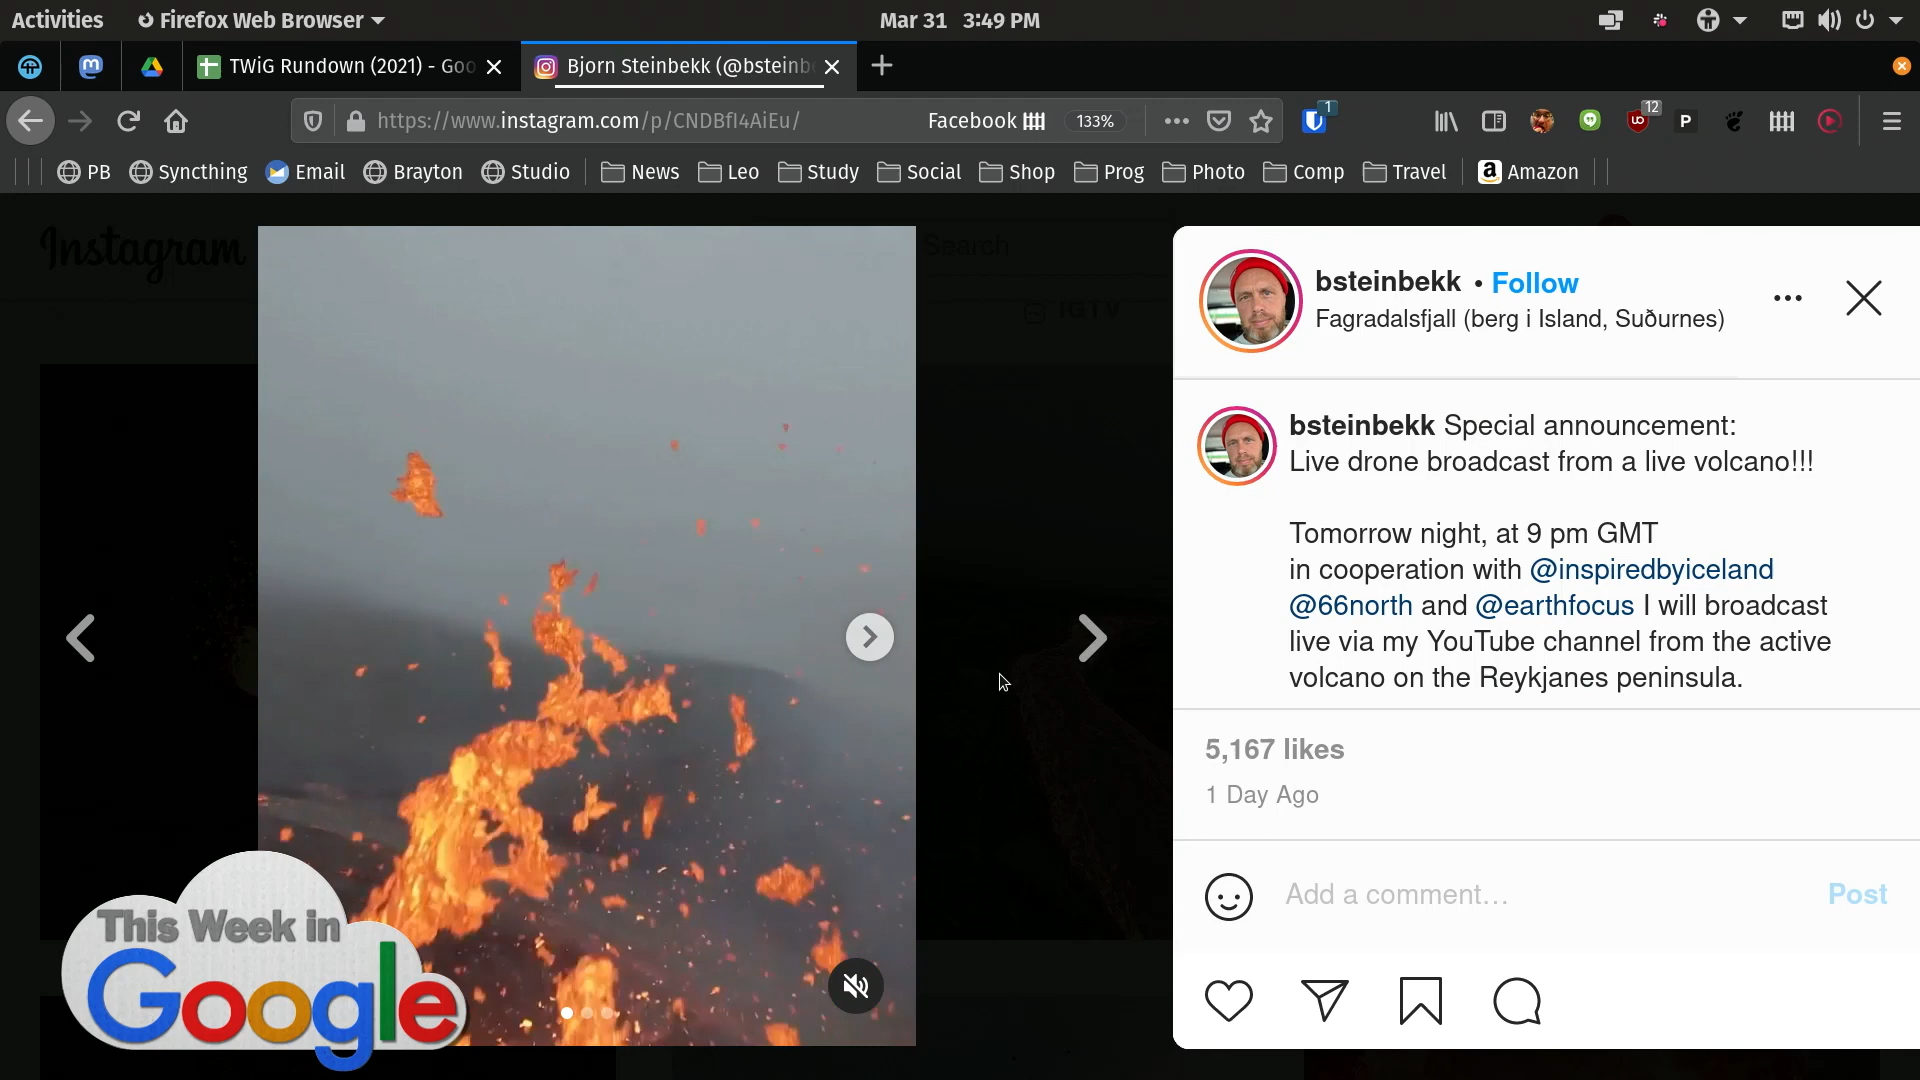 Activities
Firefox Web Browser
Mar 31 3:49 PM
TWiG Rundown (2021) - Goo
Bjorn Steinbekk (@bsteinb
https://www.instagram.com/p/CNDBfl4AiEu/
Facebook
133%
1
uo
12
P
PB
Syncthing
Email
Brayton
Studio
News
Leo
Study
Social
Shop
Prog
Photo
Comp
Travel
a Amazon
Instagram
Search
IGTV
bsteinbekk • Follow
Fagradalsfjall (berg i Island, Suðurnes)
bsteinbekk Special announcement:
Live drone broadcast from a live volcano!!!
Tomorrow night, at 9 pm GMT
in cooperation with @inspiredbyiceland
@66north and @earthfocus I will broadcast
live via my YouTube channel from the active
volcano on the Reykjanes peninsula.
5,167 likes
1 Day Ago
Add a comment…
Post
This Week in
Google